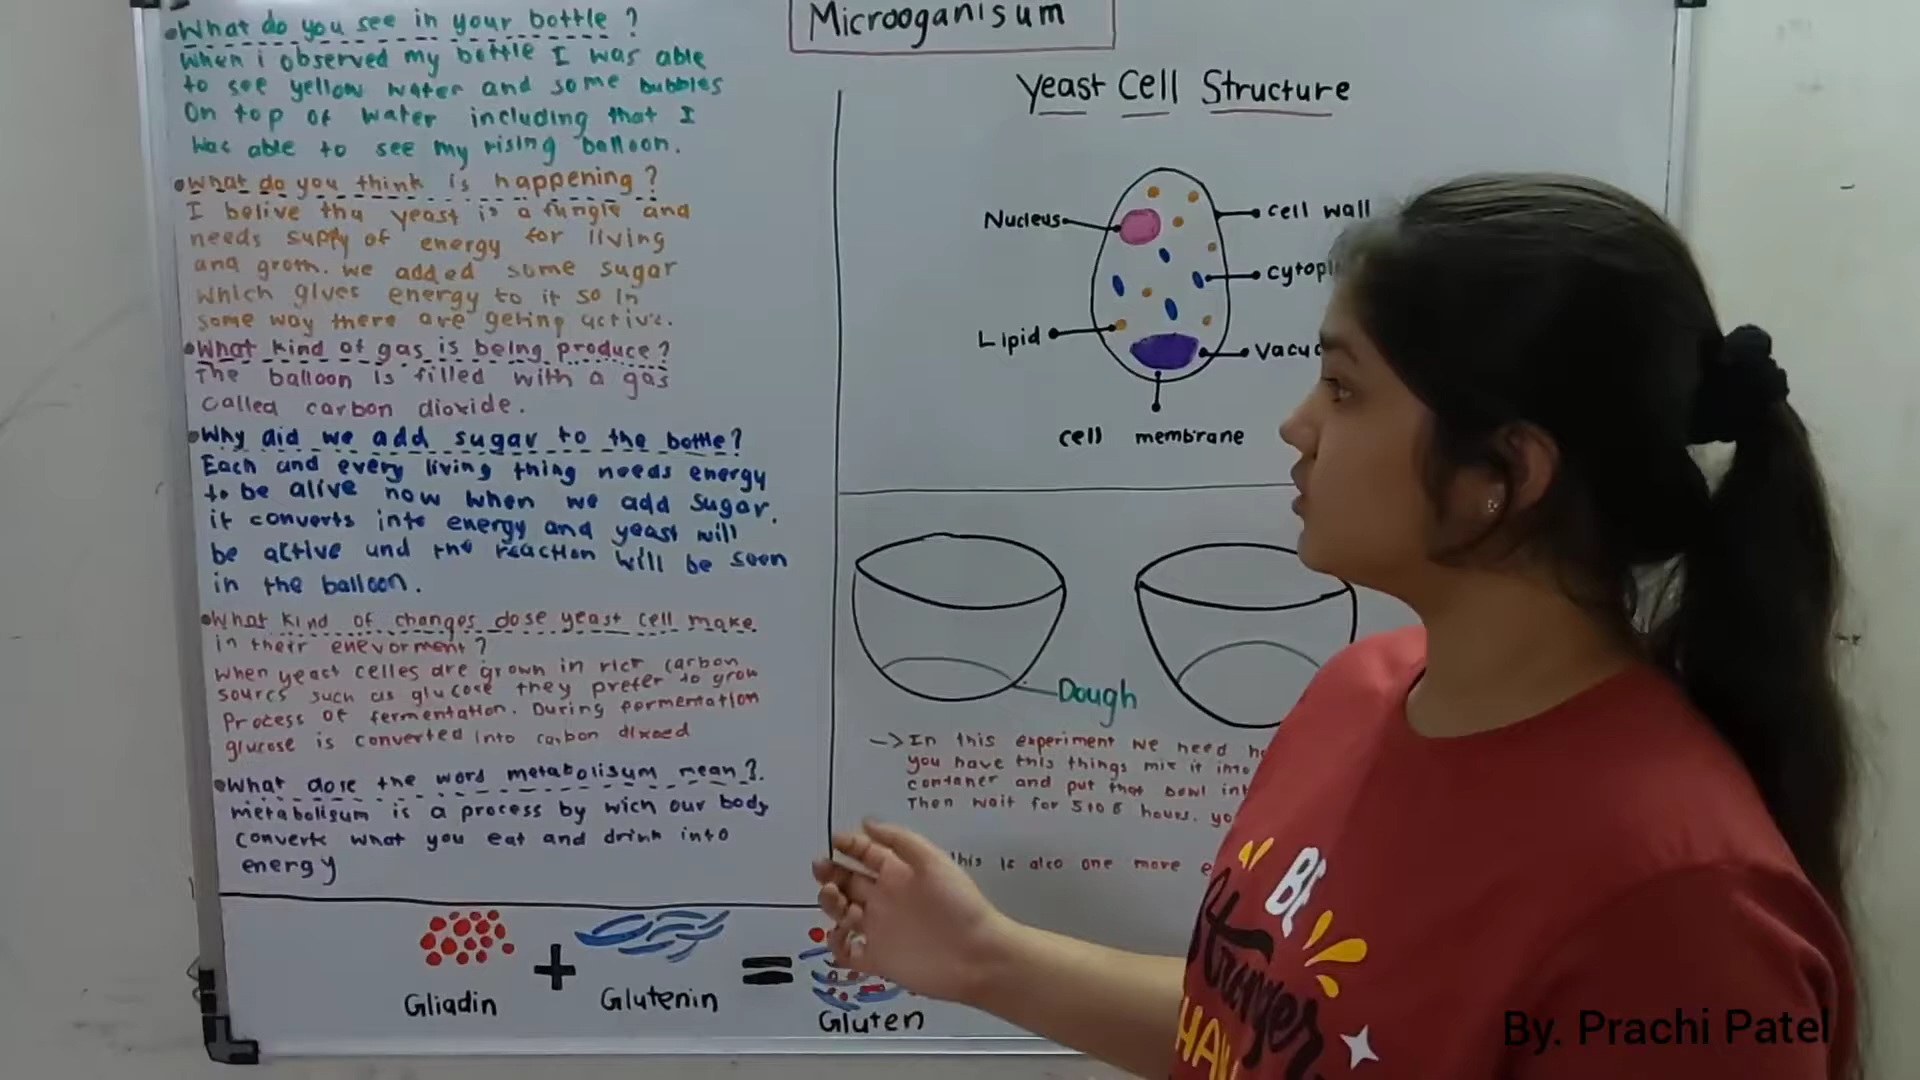 Microoganisum
• What do you see in your bottle ?
When i observed my bottle I was able
to see yellow water and some bubbles
On top of water including that I
was able to see my rising balloon.
• What do you think is happening ?
I belive tha yeast is a fungie and
needs supply of energy for living
and groth. we added some sugar
which gives energy to it so in
some way there are geting active.
• What kind of gas is being produce ?
The balloon is filled with a gas
called carbon dioxide.
• Why did we add sugar to the bottle?
Each and every living thing needs energy
to be alive now when we add sugar.
it converts into energy and yeast will
be active and the reaction will be seen
in the balloon.
• What kind of changes dose yeast cell make
in their enevorment ?
when yeast celles are grown in rich carbon
sources such as glucose they prefer to grow
Process of fermentation. During fermentation
glucose is converted into carbon dixoed
• What dose the word metabolisum mean ?.
metabolisum is a process by wich our body
converts what you eat and drink into
energy
Gliadin + Glutenin = Gluten
Yeast Cell Structure
Nucleus
cell wall
Lipid
cell membrane
Dough
→ In this experiment we need
you have this things mix it into
contaner and put that bowl
Then wait for 5 to 6 hours.
This is also one more
BE
Stronger
THAN
By. Prachi Patel